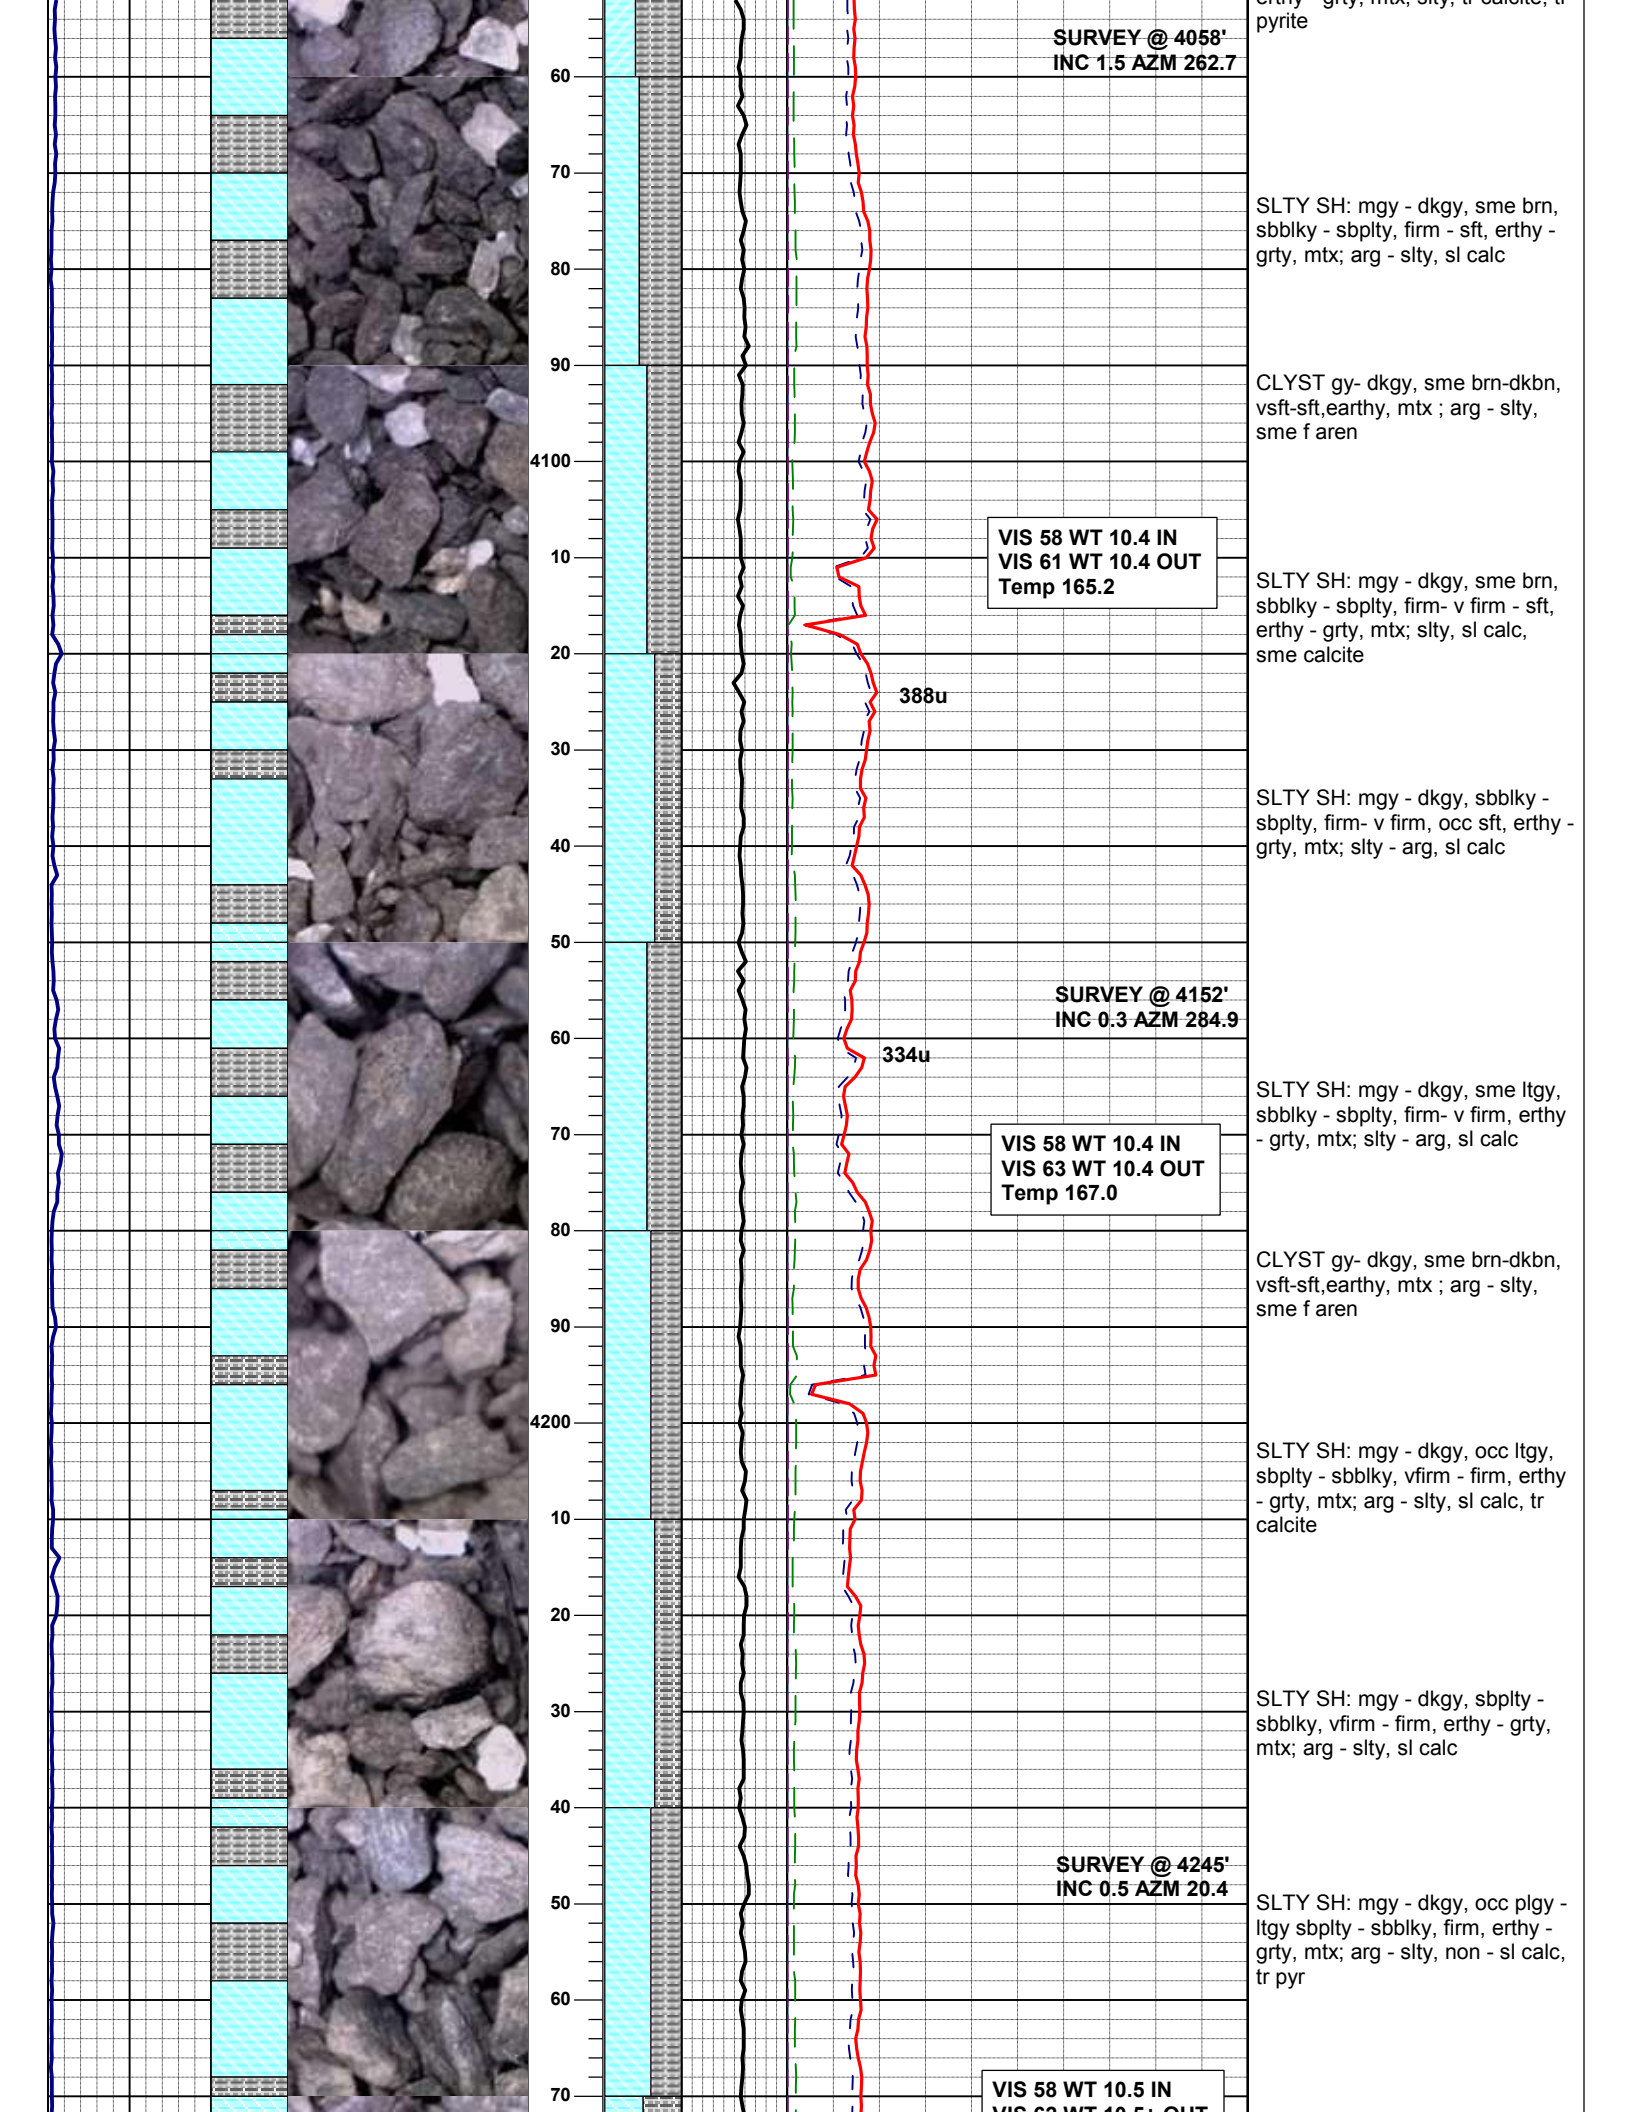 pyrite
SURVEY @ 4058'
INC 1.5 AZM 262.7
60
70
SLTY SH: mgy - dkgy, sme brn,
sbblky - sbplty, firm - sft, erthy -
grty, mtx; arg - slty, sl calc
80
90
CLYST gy- dkgy, sme brn-dkbn,
vsft-sft,earthy, mtx ; arg - slty,
sme f aren
4100
VIS 58 WT 10.4 IN
VIS 61 WT 10.4 OUT
Temp 165.2
10
SLTY SH: mgy - dkgy, sme brn,
sbblky - sbplty, firm- v firm - sft,
erthy - grty, mtx; slty, sl calc,
sme calcite
20
388u
30
SLTY SH: mgy - dkgy, sbblky -
sbplty, firm- v firm, occ sft, erthy -
grty, mtx; slty - arg, sl calc
40
50
SURVEY @ 4152'
INC 0.3 AZM 284.9
60
334u
SLTY SH: mgy - dkgy, sme ltgy,
sbblky - sbplty, firm- v firm, erthy
- grty, mtx; slty - arg, sl calc
70
VIS 58 WT 10.4 IN
VIS 63 WT 10.4 OUT
Temp 167.0
80
CLYST gy- dkgy, sme brn-dkbn,
vsft-sft,earthy, mtx ; arg - slty,
sme f aren
90
4200
SLTY SH: mgy - dkgy, occ ltgy,
sbplty - sbblky, vfirm - firm, erthy
- grty, mtx; arg - slty, sl calc, tr
calcite
10
20
30
SLTY SH: mgy - dkgy, sbplty -
sbblky, vfirm - firm, erthy - grty,
mtx; arg - slty, sl calc
40
SURVEY @ 4245'
INC 0.5 AZM 20.4
50
SLTY SH: mgy - dkgy, occ plgy -
ltgy sbplty - sbblky, firm, erthy -
grty, mtx; arg - slty, non - sl calc,
tr pyr
60
70
VIS 58 WT 10.5 IN